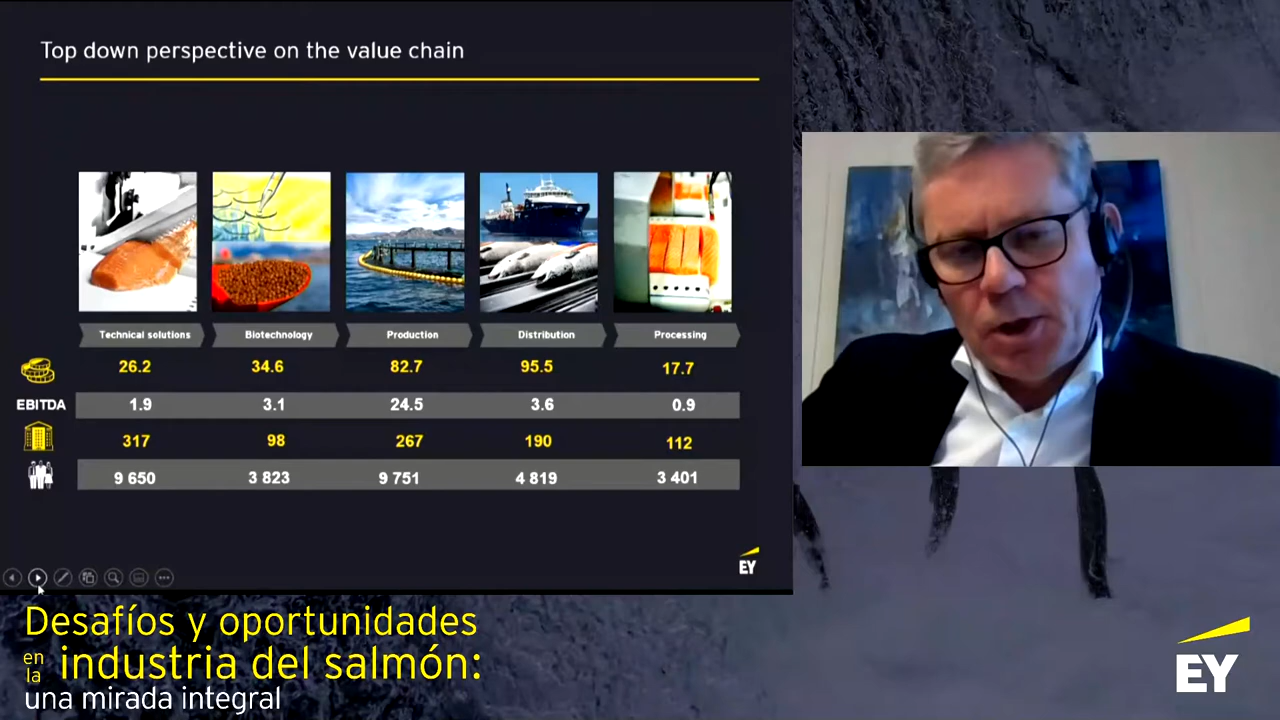 Top down perspective on the value chain
Technical solutions Biotechnology Production Distribution Processing
26.2 34.6 82.7 95.5 17.7
EBITDA 1.9 3.1 24.5 3.6 0.9
317 98 267 190 112
9 650 3 823 9 751 4 819 3 401
EY
Desafíos y oportunidades
en la industria del salmón:
una mirada integral
EY